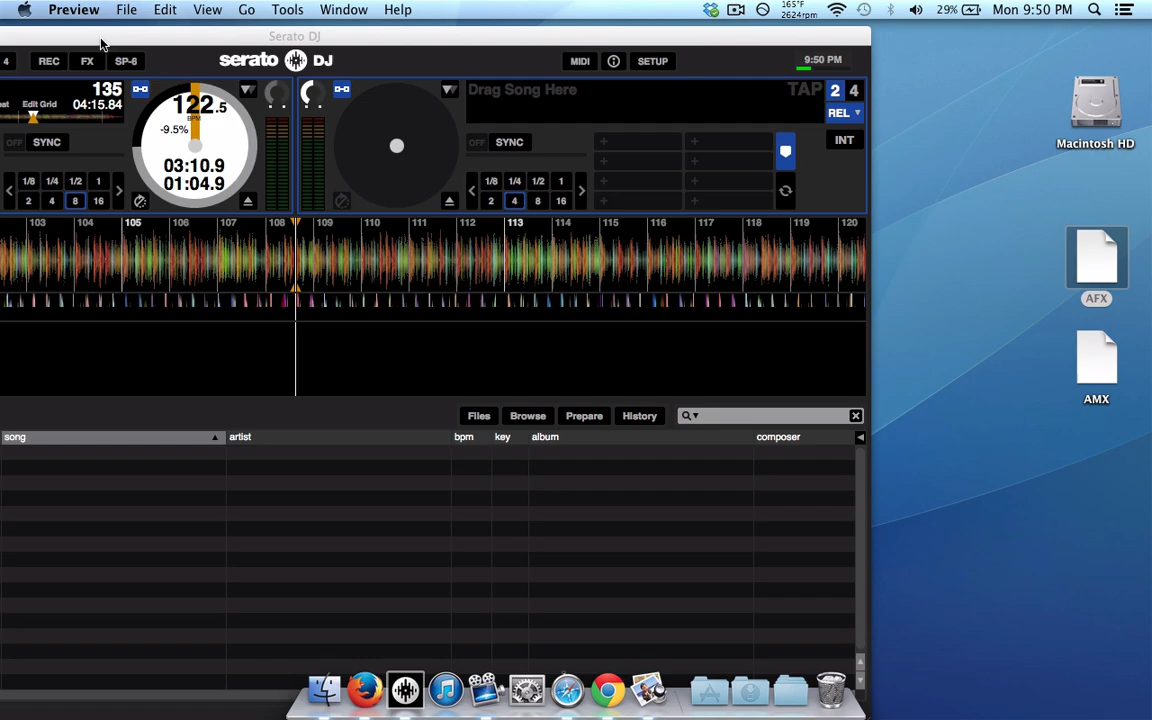 Preview File Edit View Go Tools Window Help 165°F 2624rpm 29% Mon 9:50 PM
Serato DJ
4 REC FX SP-6 serato DJ MIDI SETUP 9:50 PM
135
eat Edit Grid 04:15.84
122.5
BPM
-9.5%
03:10.9
01:04.9
OFF SYNC
1/8 1/4 1/2 1
2 4 8 16
Drag Song Here TAP 2 4
REL
OFF SYNC INT
1/8 1/4 1/2 1
2 4 8 16
103 105 106 107 108 109 110 111 112 113 114 115 116 117 118 119 120
Files Browse Prepare History
song artist bpm key album composer
Macintosh HD
AFX
AMX